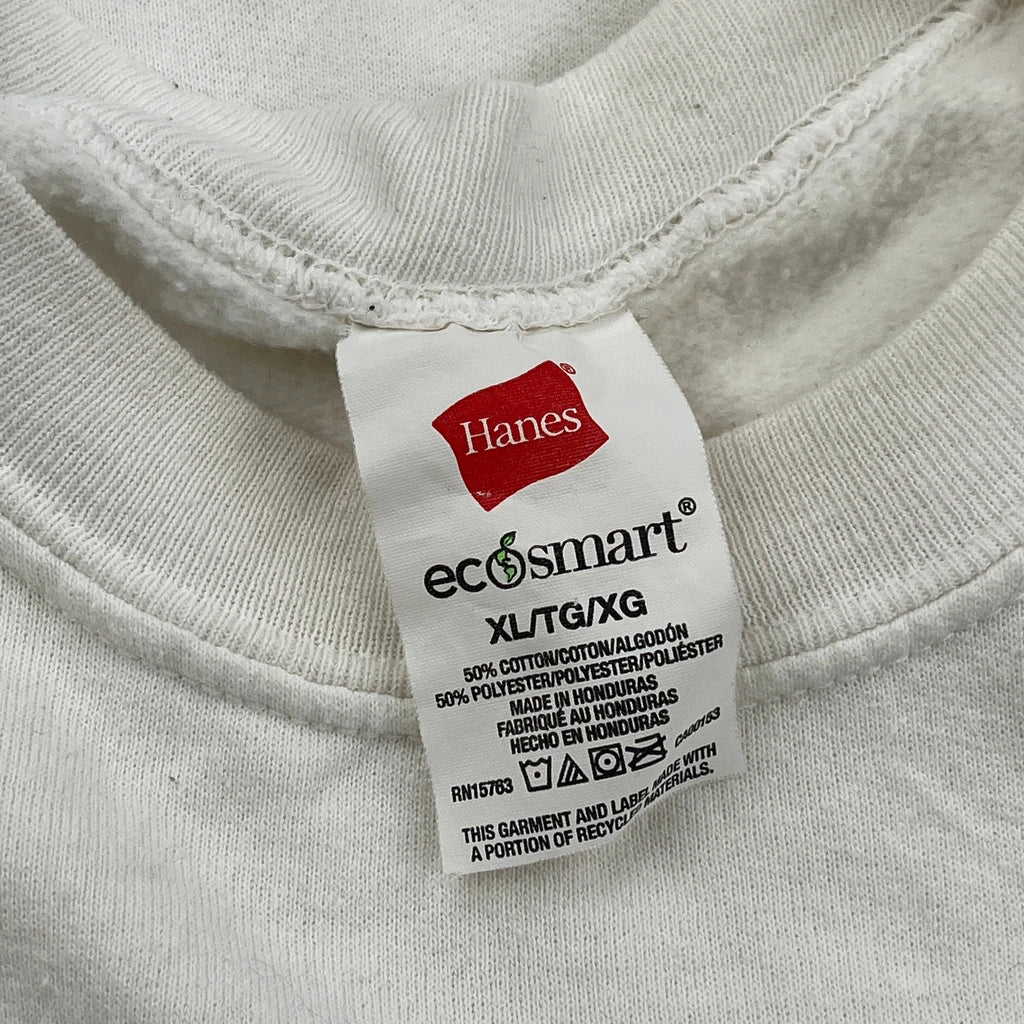 Hanes®
ecosmart®
XL/TG/XG
50% COTTON/COTON/ALGODÓN
50% POLYESTER/POLYESTER/POLIÉSTER
MADE IN HONDURAS
FABRIQUÉ AU HONDURAS
HECHO EN HONDURAS
RN15763 CA00153
THIS GARMENT AND LABEL MADE WITH
A PORTION OF RECYCLED MATERIALS.